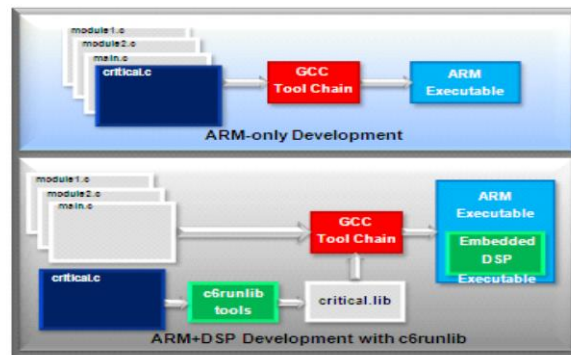 module1.c
module2.c
main.c
critical.c
GCC
Tool Chain
ARM
Executable
ARM-only Development
module1.c
module2.c
main.c
GCC
Tool Chain
ARM
Executable
Embedded
DSP
Executable
critical.c
c6runlib
tools
critical.lib
ARM+DSP Development with c6runlib